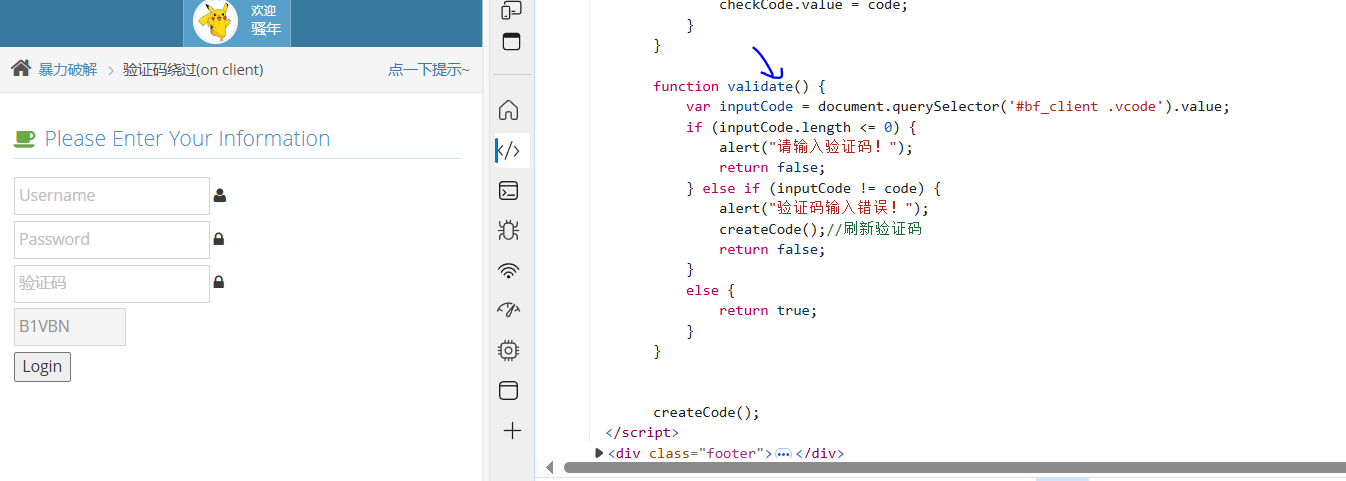 欢迎
骚年
暴力破解 > 验证码绕过(on client) 点一下提示~
Please Enter Your Information
Username
Password
验证码
B1VBN
Login
checkCode.value = code;
}
}
function validate() {
var inputCode = document.querySelector('#bf_client .vcode').value;
if (inputCode.length <= 0) {
alert("请输入验证码！");
return false;
} else if (inputCode != code) {
alert("验证码输入错误！");
createCode();//刷新验证码
return false;
}
else {
return true;
}
}
createCode();
</script>
<div class="footer">…</div>